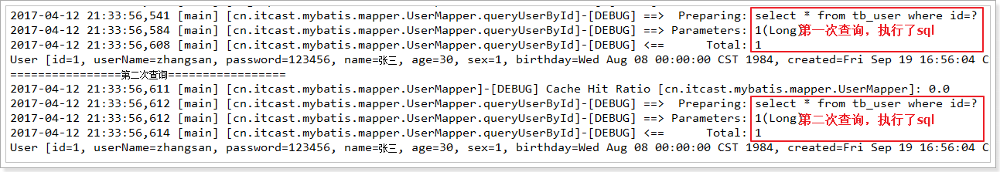 2017-04-12 21:33:56,541 [main] [cn.itcast.mybatis.mapper.UserMapper.queryUserById]-[DEBUG] ==>  Preparing: select * from tb_user where id=?
2017-04-12 21:33:56,584 [main] [cn.itcast.mybatis.mapper.UserMapper.queryUserById]-[DEBUG] ==> Parameters: 1(Long) 第一次查询，执行了sql
2017-04-12 21:33:56,608 [main] [cn.itcast.mybatis.mapper.UserMapper.queryUserById]-[DEBUG] <==      Total: 1
User [id=1, userName=zhangsan, password=123456, name=张三, age=30, sex=1, birthday=Wed Aug 08 00:00:00 CST 1984, created=Fri Sep 19 16:56:04 C
================第二次查询=================
2017-04-12 21:33:56,611 [main] [cn.itcast.mybatis.mapper.UserMapper]-[DEBUG] Cache Hit Ratio [cn.itcast.mybatis.mapper.UserMapper]: 0.0
2017-04-12 21:33:56,612 [main] [cn.itcast.mybatis.mapper.UserMapper.queryUserById]-[DEBUG] ==>  Preparing: select * from tb_user where id=?
2017-04-12 21:33:56,612 [main] [cn.itcast.mybatis.mapper.UserMapper.queryUserById]-[DEBUG] ==> Parameters: 1(Long) 第二次查询，执行了sql
2017-04-12 21:33:56,614 [main] [cn.itcast.mybatis.mapper.UserMapper.queryUserById]-[DEBUG] <==      Total: 1
User [id=1, userName=zhangsan, password=123456, name=张三, age=30, sex=1, birthday=Wed Aug 08 00:00:00 CST 1984, created=Fri Sep 19 16:56:04 C